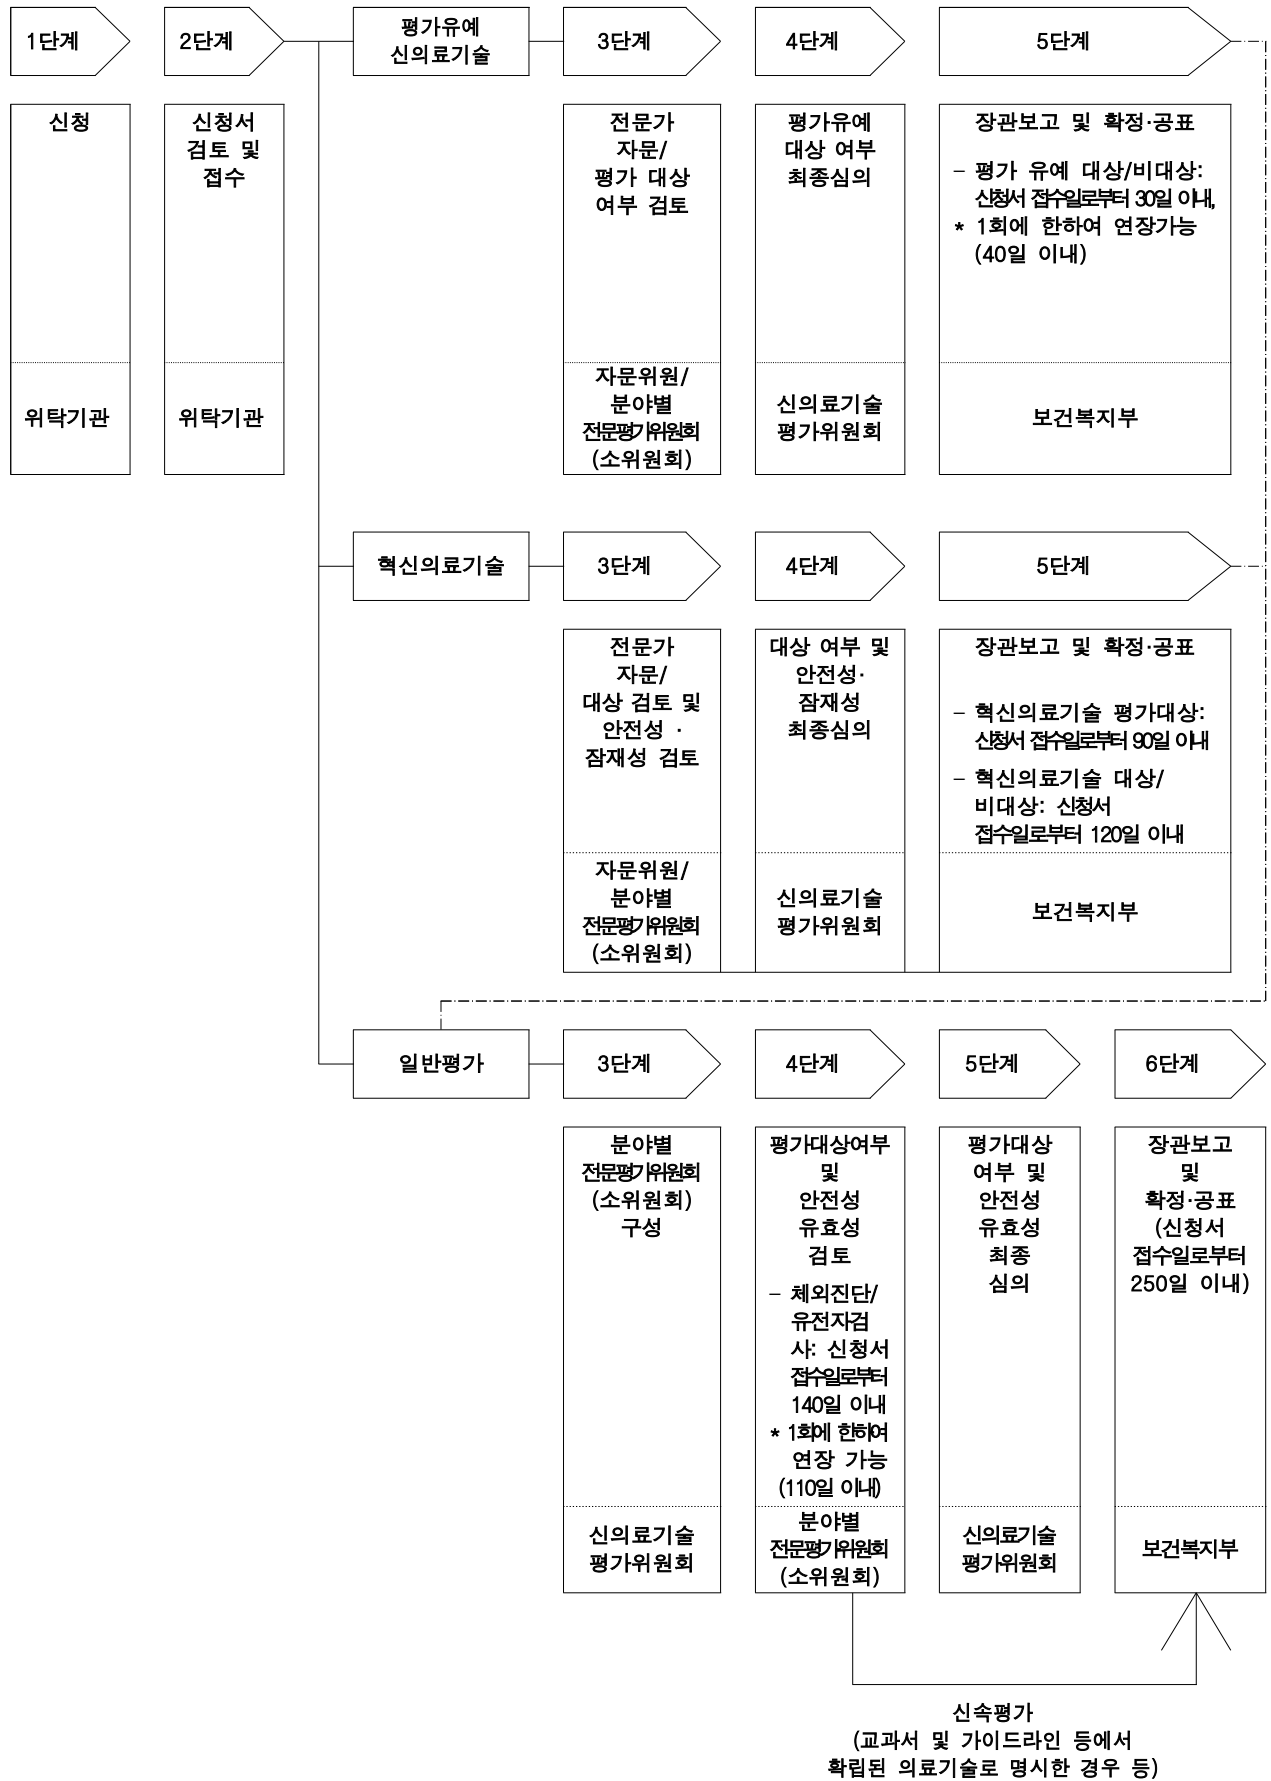 1단계
2단계
평가유예
신의료기술
3단계
4단계
5단계
신청
위탁기관
신청서
검토 및
접수
위탁기관
전문가
자문/
평가 대상
여부 검토
자문위원/
분야별
전문평가위원회
(소위원회)
평가유예
대상 여부
최종심의
신의료기술
평가위원회
장관보고 및 확정·공표
- 평가 유예 대상/비대상:
신청서 접수일로부터 30일 이내,
* 1회에 한하여 연장가능
(40일 이내)
보건복지부
혁신의료기술
3단계
4단계
5단계
전문가
자문/
대상 검토 및
안전성 ·
잠재성 검토
자문위원/
분야별
전문평가위원회
(소위원회)
대상 여부 및
안전성·
잠재성
최종심의
신의료기술
평가위원회
장관보고 및 확정·공표
- 혁신의료기술 평가대상:
신청서 접수일로부터 90일 이내
- 혁신의료기술 대상/
비대상: 신청서
접수일로부터 120일 이내
보건복지부
일반평가
3단계
4단계
5단계
6단계
분야별
전문평가위원회
(소위원회)
구성
신의료기술
평가위원회
평가대상여부
및
안전성
유효성
검토
- 체외진단/
유전자검
사: 신청서
접수일로부터
140일 이내
* 1회에 한하여
연장 가능
(110일 이내)
분야별
전문평가위원회
(소위원회)
평가대상
여부 및
안전성
유효성
최종
심의
신의료기술
평가위원회
장관보고
및
확정·공표
(신청서
접수일로부터
250일 이내)
보건복지부
신속평가
(교과서 및 가이드라인 등에서
확립된 의료기술로 명시한 경우 등)